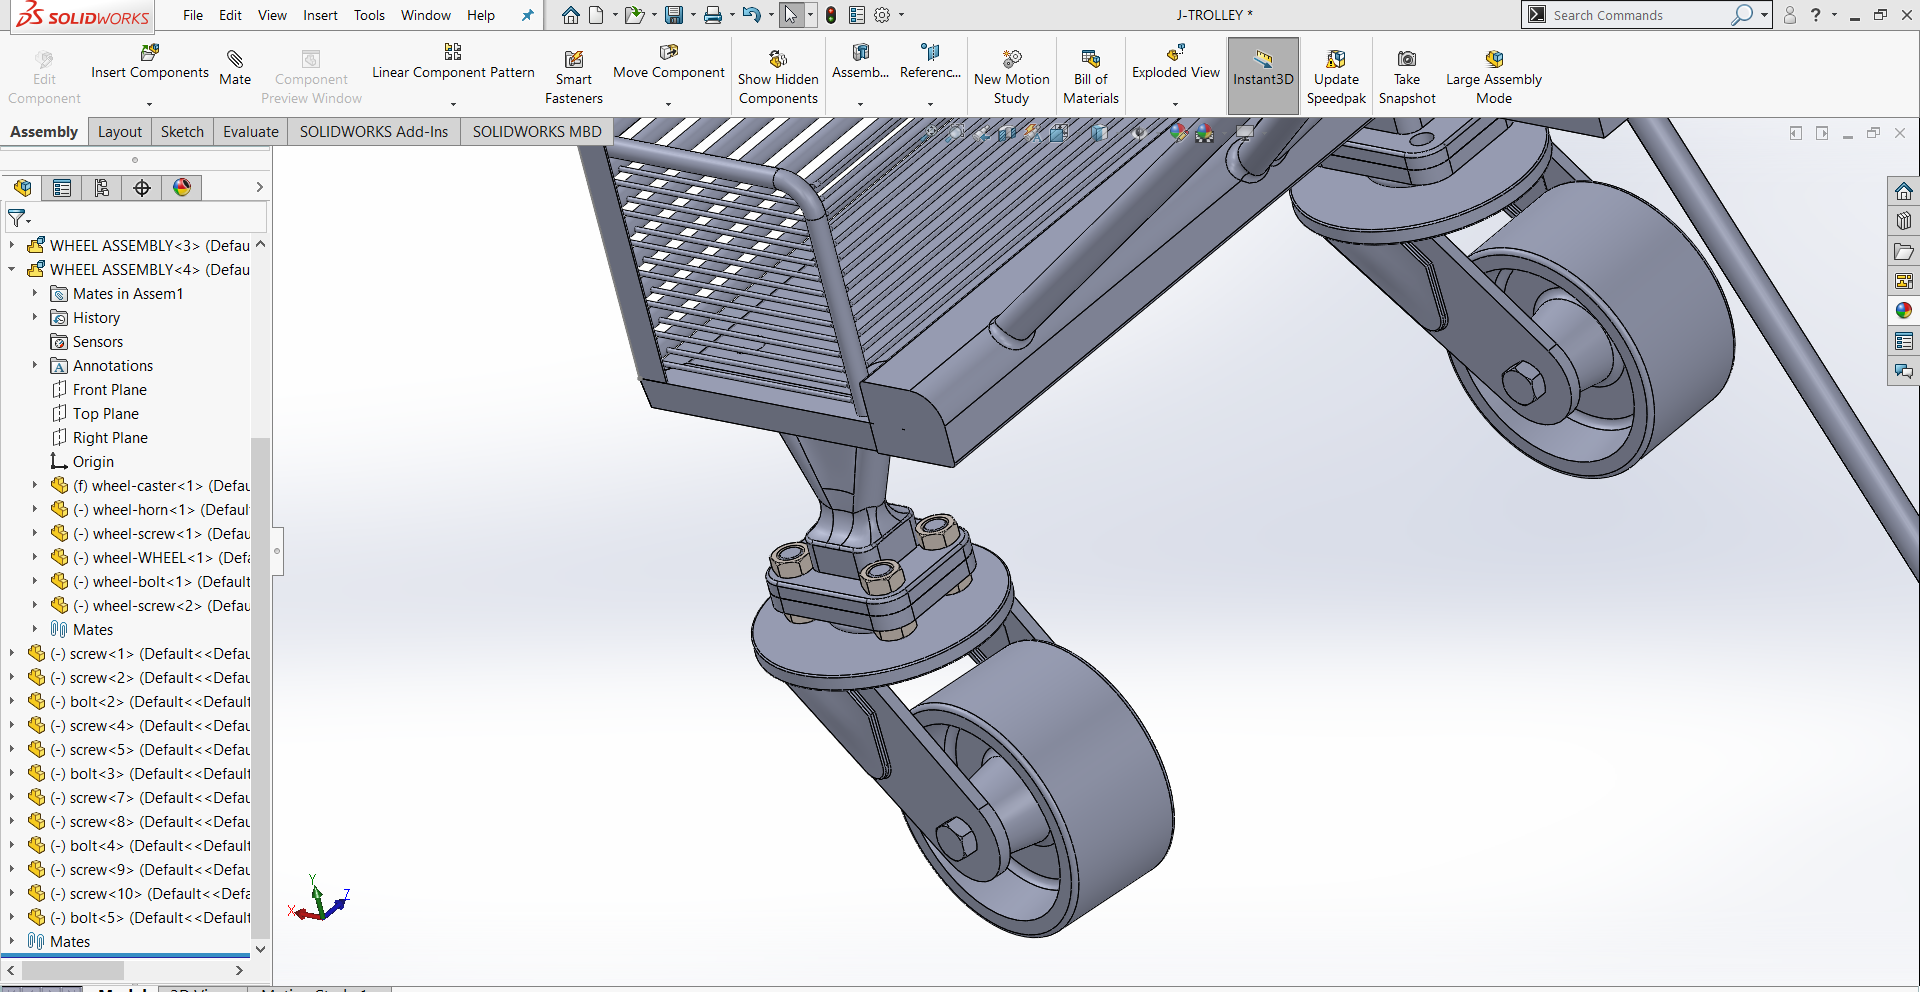 SOLIDWORKS File Edit View Insert Tools Window Help J-TROLLEY * Search Commands ?
Edit Component
Insert Components
Mate
Component Preview Window
Linear Component Pattern
Smart Fasteners
Move Component
Show Hidden Components
Assemb...
Referenc...
New Motion Study
Bill of Materials
Exploded View
Instant3D
Update Speedpak
Take Snapshot
Large Assembly Mode
Assembly Layout Sketch Evaluate SOLIDWORKS Add-Ins SOLIDWORKS MBD
WHEEL ASSEMBLY<3> (Defau
WHEEL ASSEMBLY<4> (Defau
Mates in Assem1
History
Sensors
Annotations
Front Plane
Top Plane
Right Plane
Origin
(f) wheel-caster<1> (Defau
(-) wheel-horn<1> (Defaul
(-) wheel-screw<1> (Defau
(-) wheel-WHEEL<1> (Defa
(-) wheel-bolt<1> (Default
(-) wheel-screw<2> (Defau
Mates
(-) screw<1> (Default<<Defau
(-) screw<2> (Default<<Defau
(-) bolt<2> (Default<<Default
(-) screw<4> (Default<<Defau
(-) screw<5> (Default<<Defau
(-) bolt<3> (Default<<Default
(-) screw<7> (Default<<Defau
(-) screw<8> (Default<<Defau
(-) bolt<4> (Default<<Default
(-) screw<9> (Default<<Defau
(-) screw<10> (Default<<Defa
(-) bolt<5> (Default<<Default
Mates
Y
X
Z